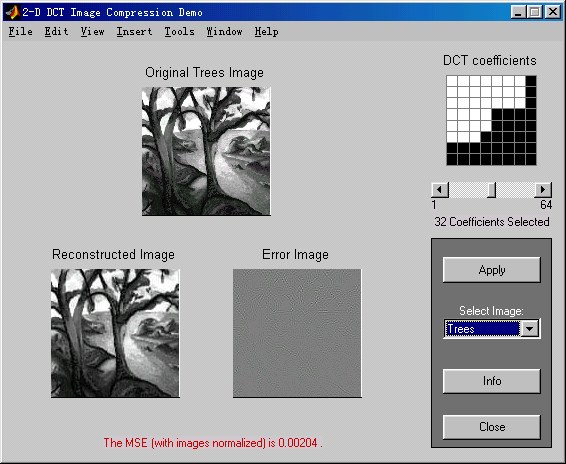 2-D DCT Image Compression Demo
File Edit View Insert Tools Window Help
Original Trees Image
DCT coefficients
1 64
32 Coefficients Selected
Reconstructed Image
Error Image
Apply
Select Image:
Trees
Info
Close
The MSE (with images normalized) is 0.00204 .